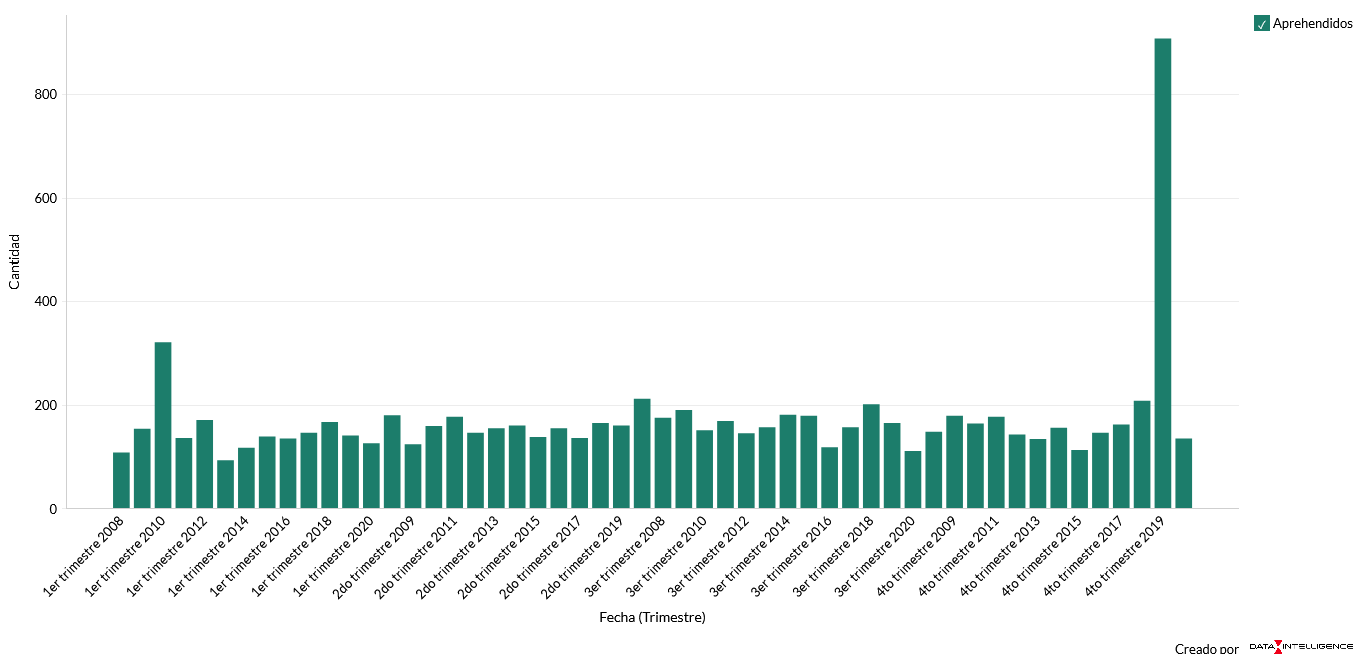 Aprehendidos
800
600
400
200
0
Cantidad
1er trimestre 2008
1er trimestre 2010
1er trimestre 2012
1er trimestre 2014
1er trimestre 2016
1er trimestre 2018
1er trimestre 2020
2do trimestre 2009
2do trimestre 2011
2do trimestre 2013
2do trimestre 2015
2do trimestre 2017
2do trimestre 2019
3er trimestre 2008
3er trimestre 2010
3er trimestre 2012
3er trimestre 2014
3er trimestre 2016
3er trimestre 2018
3er trimestre 2020
4to trimestre 2009
4to trimestre 2011
4to trimestre 2013
4to trimestre 2015
4to trimestre 2017
4to trimestre 2019
Fecha (Trimestre)
Creado por DATA INTELLIGENCE